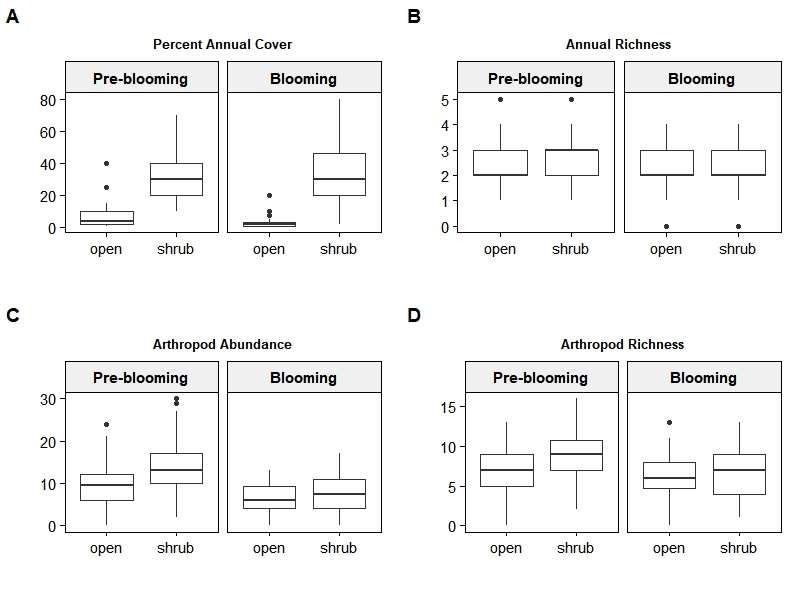 A
Percent Annual Cover
Pre-blooming Blooming
80
60
40
20
0
open shrub open shrub
B
Annual Richness
Pre-blooming Blooming
5
4
3
2
1
0
open shrub open shrub
C
Arthropod Abundance
Pre-blooming Blooming
30
20
10
0
open shrub open shrub
D
Arthropod Richness
Pre-blooming Blooming
15
10
5
0
open shrub open shrub